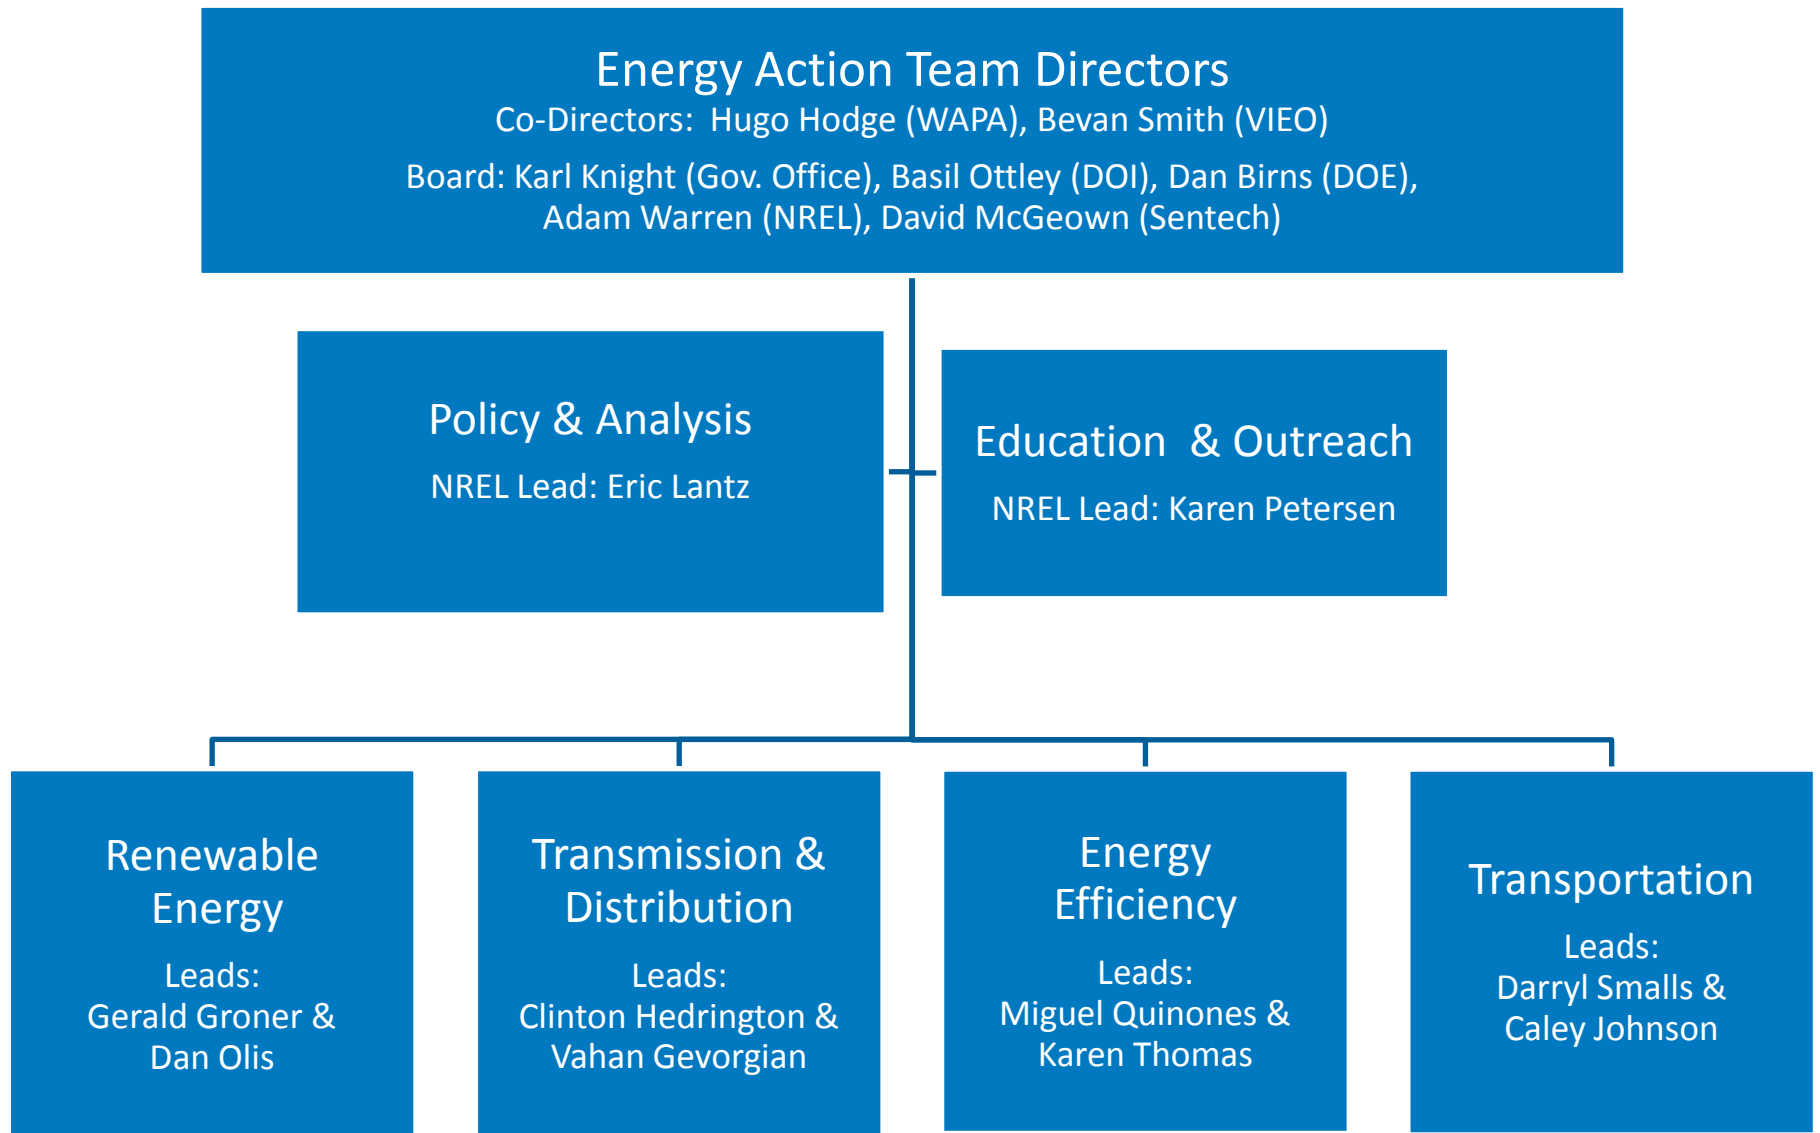 Energy Action Team Directors
Co-Directors:  Hugo Hodge (WAPA), Bevan Smith (VIEO)
Board: Karl Knight (Gov. Office), Basil Ottley (DOI), Dan Birns (DOE),
Adam Warren (NREL), David McGeown (Sentech)
Policy & Analysis
NREL Lead: Eric Lantz
Education  & Outreach
NREL Lead: Karen Petersen
Renewable
Energy
Leads:
Gerald Groner &
Dan Olis
Transmission &
Distribution
Leads:
Clinton Hedrington &
Vahan Gevorgian
Energy
Efficiency
Leads:
Miguel Quinones &
Karen Thomas
Transportation
Leads:
Darryl Smalls &
Caley Johnson